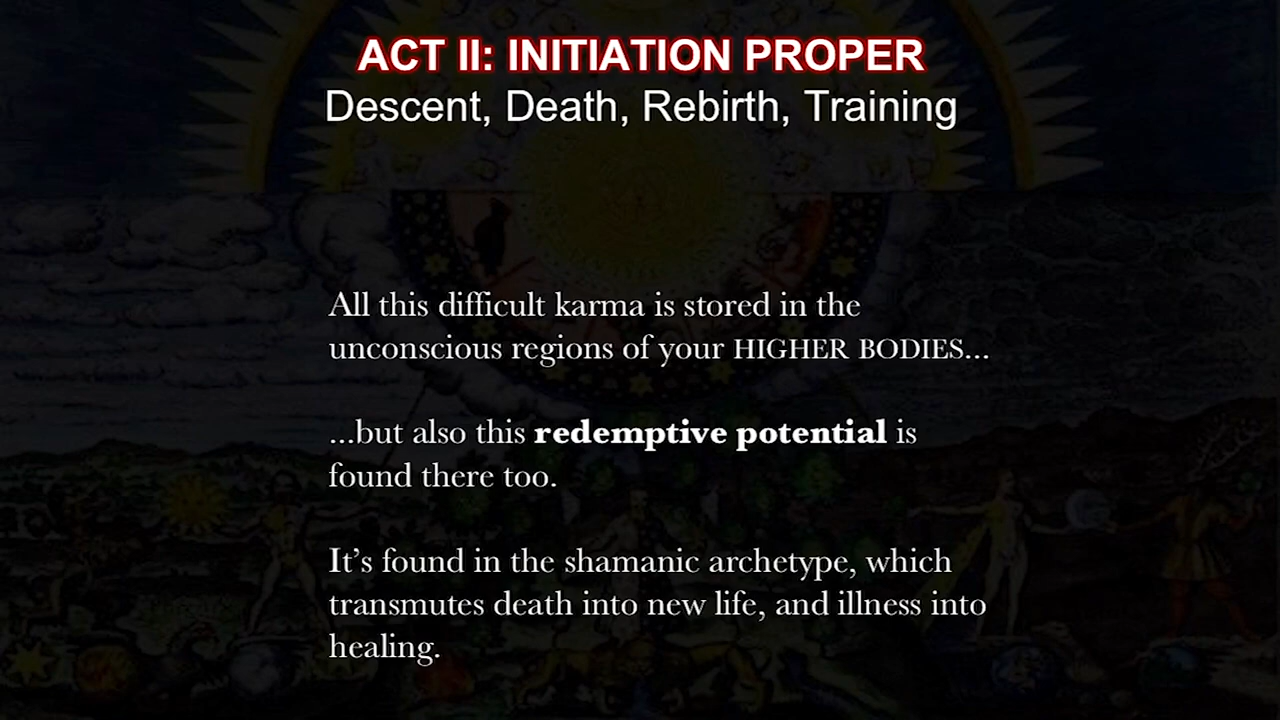 ACT II: INITIATION PROPER
Descent, Death, Rebirth, Training
All this difficult karma is stored in the
unconscious regions of your HIGHER BODIES...
...but also this redemptive potential is
found there too.
It’s found in the shamanic archetype, which
transmutes death into new life, and illness into
healing.